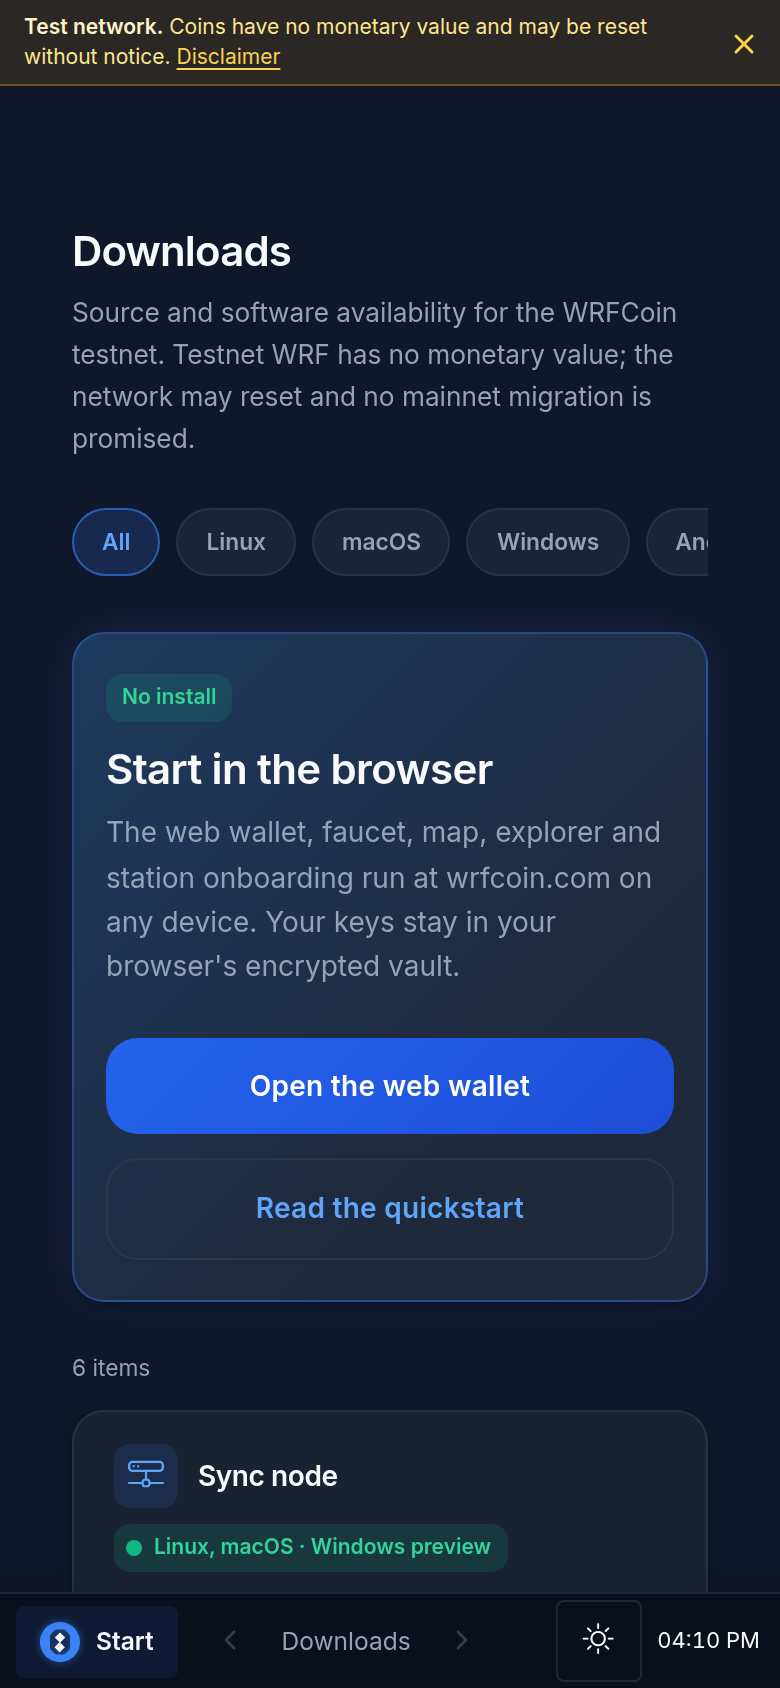 Test network. Coins have no monetary value and may be reset
without notice. Disclaimer
Downloads
Source and software availability for the WRFCoin
testnet. Testnet WRF has no monetary value; the
network may reset and no mainnet migration is
promised.
All
Linux
macOS
Windows
No install
Start in the browser
The web wallet, faucet, map, explorer and
station onboarding run at wrfcoin.com on
any device. Your keys stay in your
browser's encrypted vault.
Open the web wallet
Read the quickstart
6 items
Sync node
Linux, macOS · Windows preview
Start
Downloads
04:10 PM